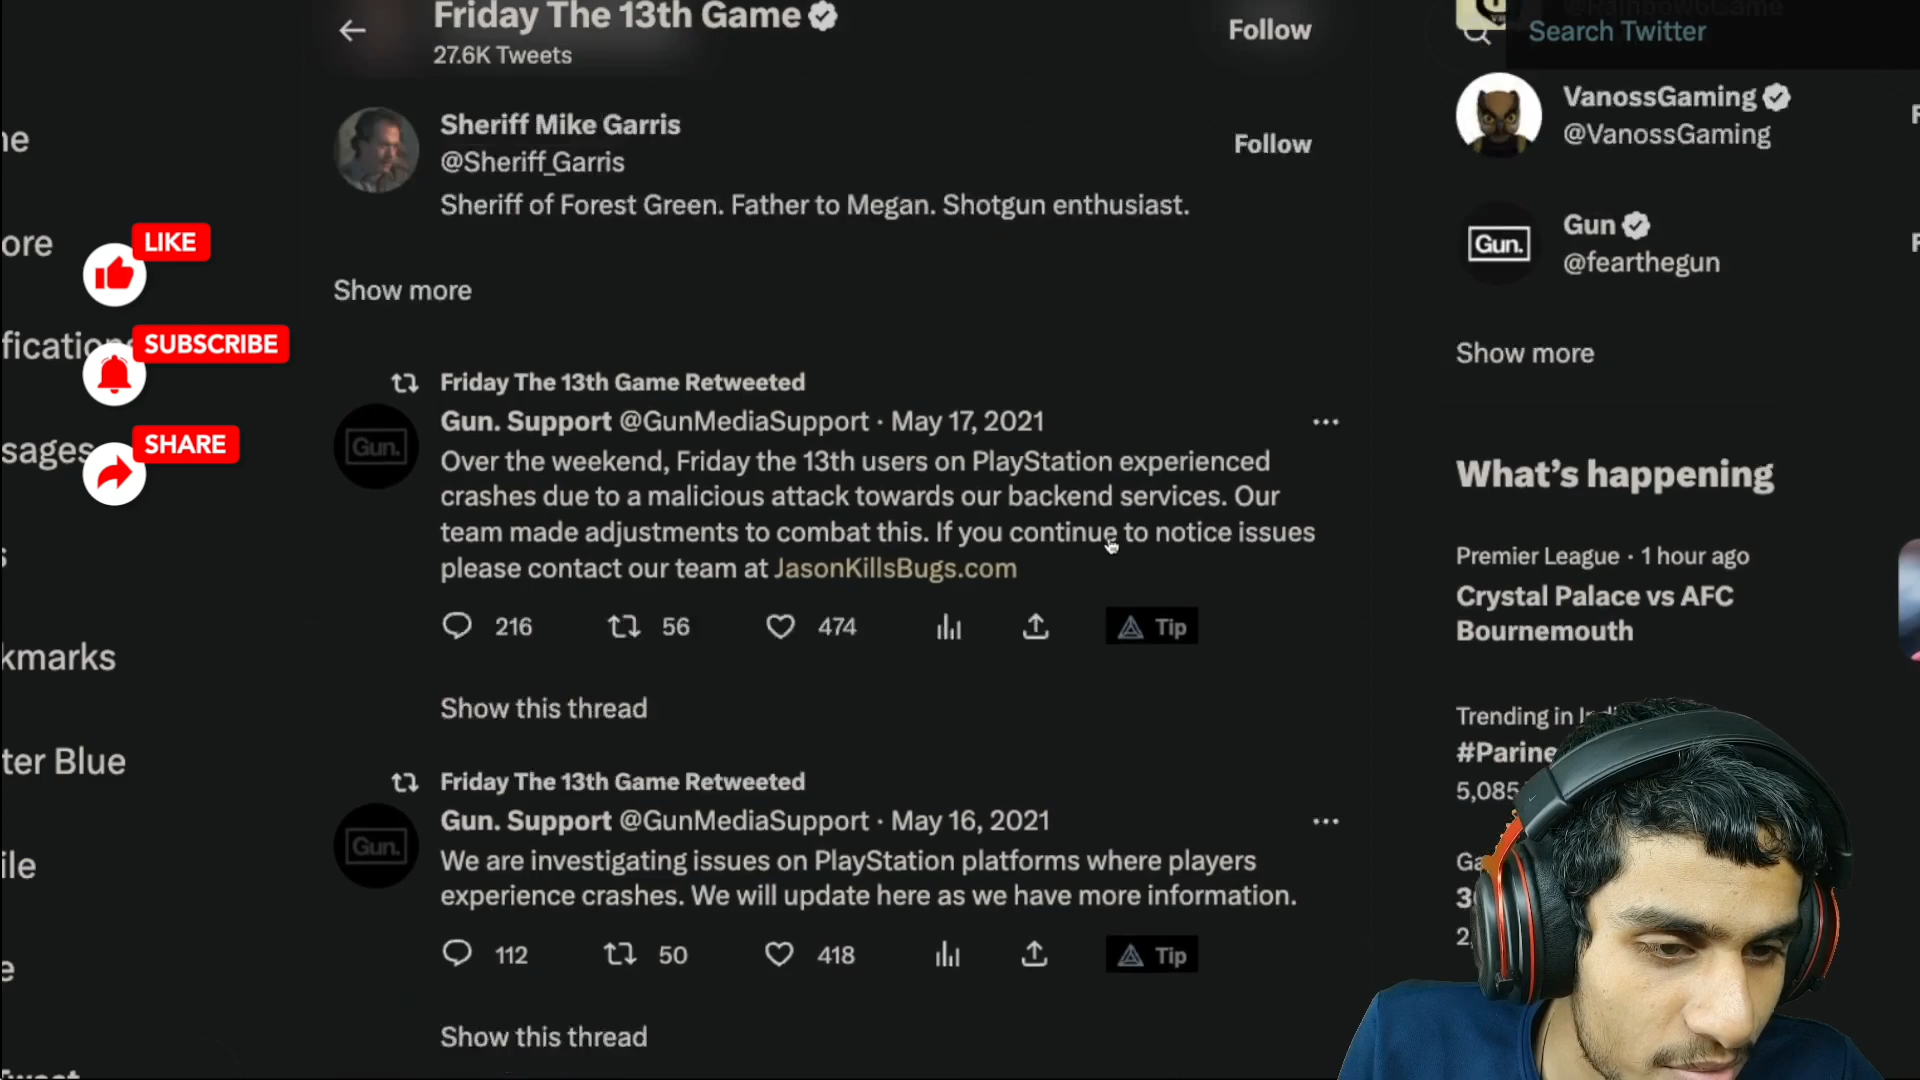 Friday The 13th Game
27.6K Tweets
Follow
Search Twitter
Sheriff Mike Garris
@Sheriff_Garris
Follow
Sheriff of Forest Green. Father to Megan. Shotgun enthusiast.
Show more
VanossGaming
@VanossGaming
Gun.
Gun
@fearthegun
Show more
ore
LIKE
SUBSCRIBE
sages
SHARE
kmarks
ter Blue
Friday The 13th Game Retweeted
Gun.
Gun. Support @GunMediaSupport · May 17, 2021
Over the weekend, Friday the 13th users on PlayStation experienced
crashes due to a malicious attack towards our backend services. Our
team made adjustments to combat this. If you continue to notice issues
please contact our team at JasonKillsBugs.com
216 56 474 Tip
Show this thread
Friday The 13th Game Retweeted
Gun.
Gun. Support @GunMediaSupport · May 16, 2021
We are investigating issues on PlayStation platforms where players
experience crashes. We will update here as we have more information.
112 50 418 Tip
Show this thread
What's happening
Premier League · 1 hour ago
Crystal Palace vs AFC
Bournemouth
Trending in
#Parine
5,085